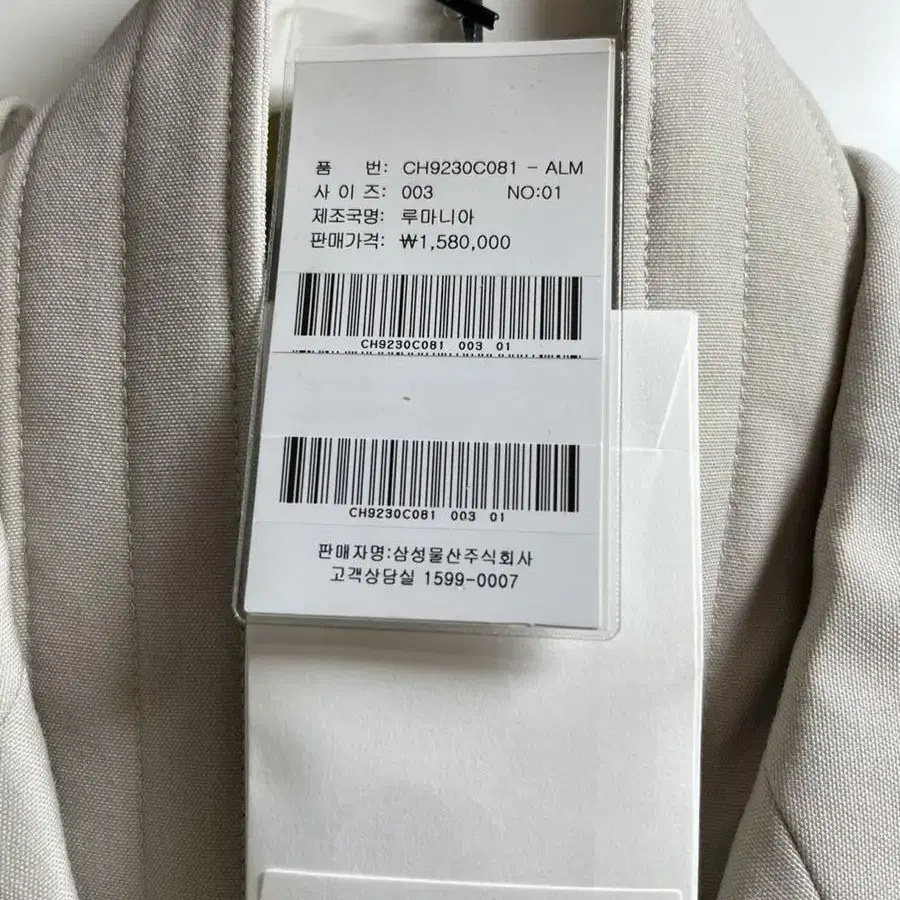 품 번: CH9230C081 - ALM
사 이 즈: 003 NO:01
제조국명: 루마니아
판매가격: ₩1,580,000
CH9230C081 003 01
CH9230C081 003 01
판매자명:삼성물산주식회사
고객상담실 1599-0007